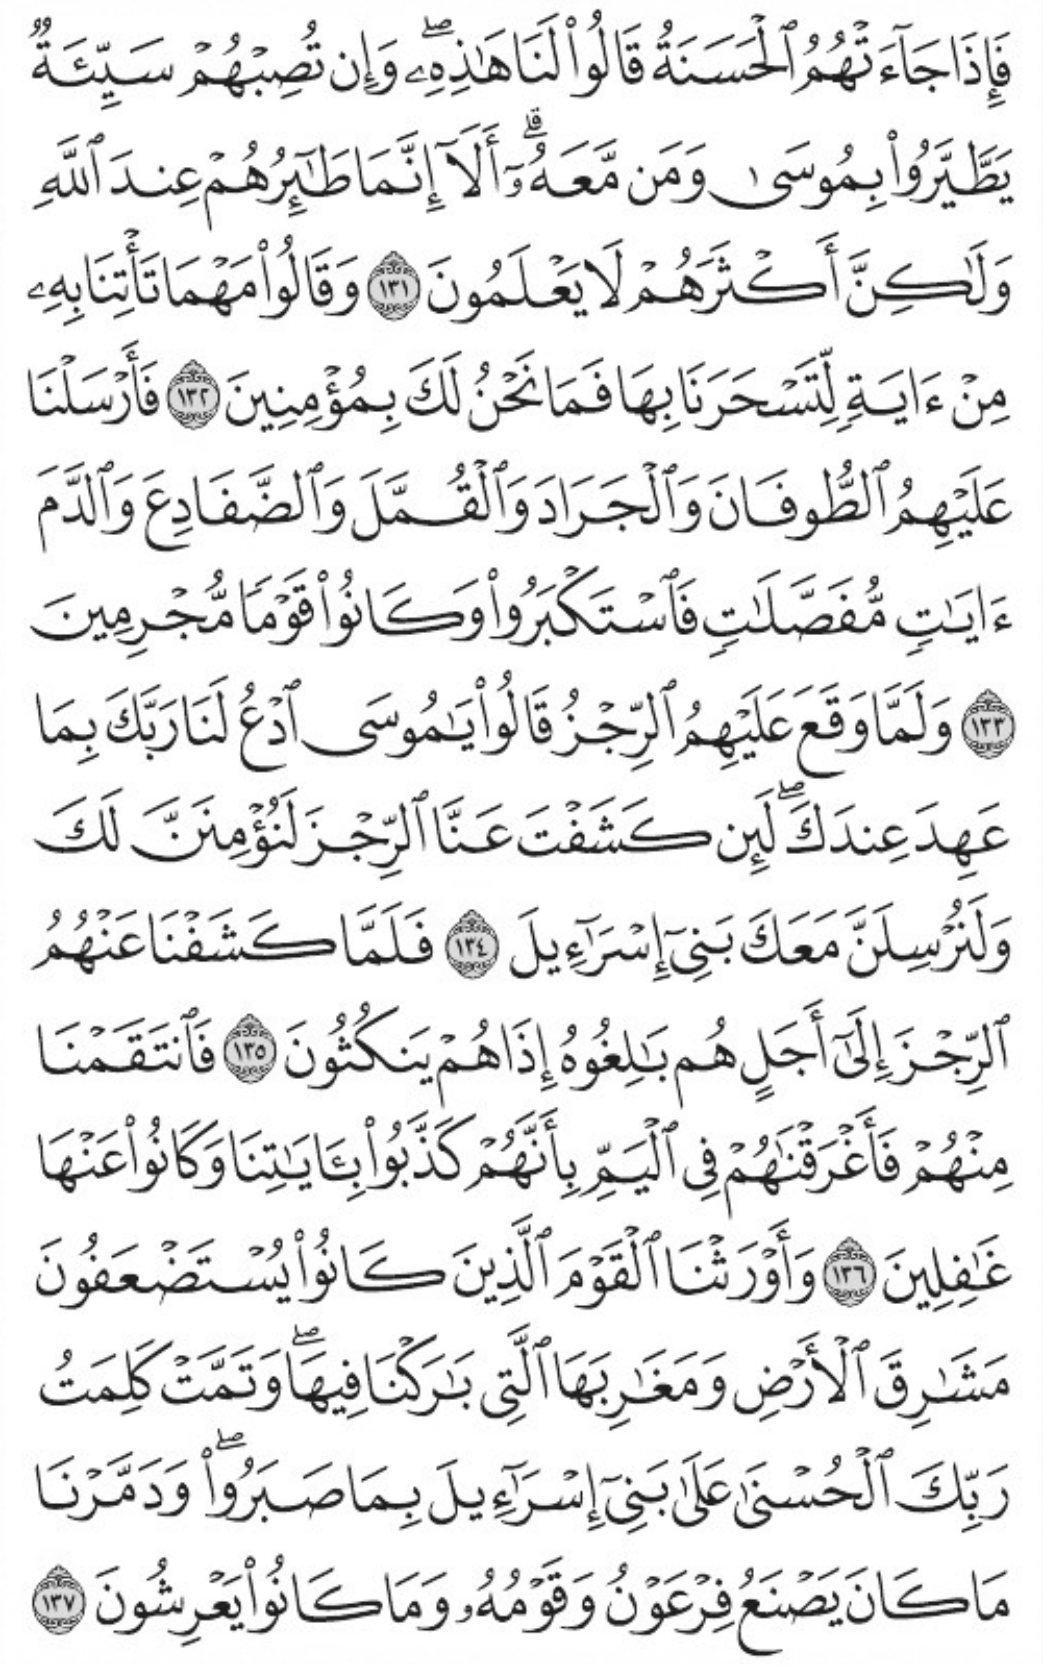 فَإِذَا جَآءَتْهُمُ ٱلْحَسَنَةُ قَالُوا۟ لَنَا هَـٰذِهِۦ ۖ وَإِن تُصِبْهُمْ سَيِّئَةٌ
يَطَّيَّرُوا۟ بِمُوسَىٰ وَمَن مَّعَهُۥٓ ۗ أَلَآ إِنَّمَا طَـٰٓئِرُهُمْ عِندَ ٱللَّهِ
وَلَـٰكِنَّ أَكْثَرَهُمْ لَا يَعْلَمُونَ ١٣١ وَقَالُوا۟ مَهْمَا تَأْتِنَا بِهِۦ
مِنْ ءَايَةٍ لِّتَسْحَرَنَا بِهَا فَمَا نَحْنُ لَكَ بِمُؤْمِنِينَ ١٣٢ فَأَرْسَلْنَا
عَلَيْهِمُ ٱلطُّوفَانَ وَٱلْجَرَادَ وَٱلْقُمَّلَ وَٱلضَّفَادِعَ وَٱلدَّمَ
ءَايَـٰتٍ مُّفَصَّلَـٰتٍ فَٱسْتَكْبَرُوا۟ وَكَانُوا۟ قَوْمًا مُّجْرِمِينَ
١٣٣ وَلَمَّا وَقَعَ عَلَيْهِمُ ٱلرِّجْزُ قَالُوا۟ يَـٰمُوسَى ٱدْعُ لَنَا رَبَّكَ بِمَا
عَهِدَ عِندَكَ ۖ لَئِن كَشَفْتَ عَنَّا ٱلرِّجْزَ لَنُؤْمِنَنَّ لَكَ
وَلَنُرْسِلَنَّ مَعَكَ بَنِىٓ إِسْرَٰٓءِيلَ ١٣٤ فَلَمَّا كَشَفْنَا عَنْهُمُ
ٱلرِّجْزَ إِلَىٰٓ أَجَلٍ هُم بَـٰلِغُوهُ إِذَا هُمْ يَنكُثُونَ ١٣٥ فَٱنتَقَمْنَا
مِنْهُمْ فَأَغْرَقْنَـٰهُمْ فِى ٱلْيَمِّ بِأَنَّهُمْ كَذَّبُوا۟ بِـَٔايَـٰتِنَا وَكَانُوا۟ عَنْهَا
غَـٰفِلِينَ ١٣٦ وَأَوْرَثْنَا ٱلْقَوْمَ ٱلَّذِينَ كَانُوا۟ يُسْتَضْعَفُونَ
مَشَـٰرِقَ ٱلْأَرْضِ وَمَغَـٰرِبَهَا ٱلَّتِى بَـٰرَكْنَا فِيهَا ۖ وَتَمَّتْ كَلِمَتُ
رَبِّكَ ٱلْحُسْنَىٰ عَلَىٰ بَنِىٓ إِسْرَٰٓءِيلَ بِمَا صَبَرُوا۟ ۖ وَدَمَّرْنَا
مَا كَانَ يَصْنَعُ فِرْعَوْنُ وَقَوْمُهُۥ وَمَا كَانُوا۟ يَعْرِشُونَ ١٣٧